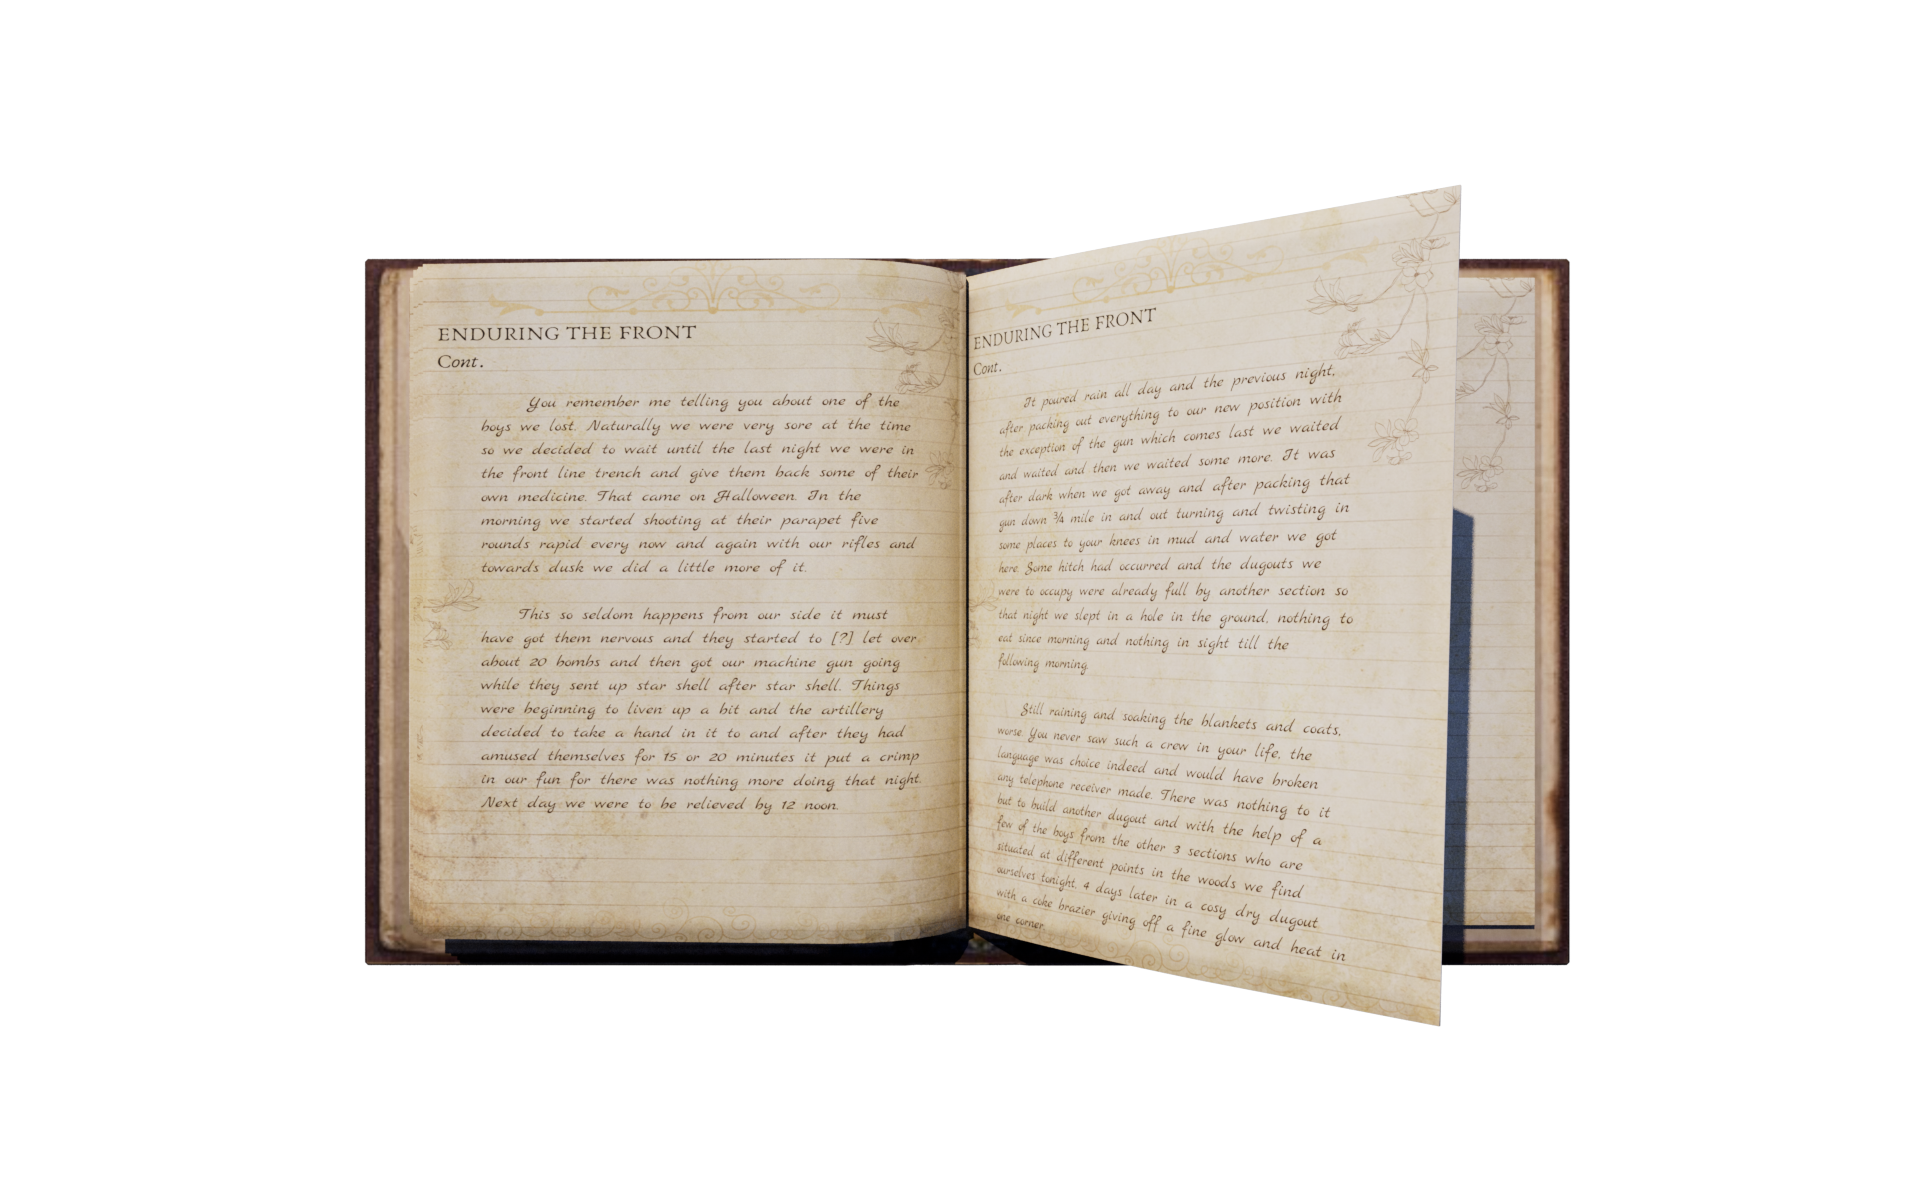 ENDURING THE FRONT
Cont.
You remember me telling you about one of the
boys we lost. Naturally we were very sore at the time
so we decided to wait until the last night we were in
the front line trench and give them back some of their
own medicine. That came on Halloween. In the
morning we started shooting at their parapet five
rounds rapid every now and again with our rifles and
towards dusk we did a little more of it.
This so seldom happens from our side it must
have got them nervous and they started to [?] let over
about 20 bombs and then got our machine gun going
while they sent up star shell after star shell. Things
were beginning to liven up a bit and the artillery
decided to take a hand in it to and after they had
amused themselves for 15 or 20 minutes it put a crimp
in our fun for there was nothing more doing that night.
Next day we were to be relieved by 12 noon.
ENDURING THE FRONT
Cont.
It poured rain all day and the previous night,
after packing out everything to our new position with
the exception of the gun which comes last we waited
and waited and then we waited some more. It was
after dark when we got away and after packing that
gun down ¾ mile in and out turning and twisting in
some places to your knees in mud and water we got
here. Some hitch had occurred and the dugouts we
were to occupy were already full by another section so
that night we slept in a hole in the ground, nothing to
eat since morning and nothing in sight till the
following morning.
Still raining and soaking the blankets and coats,
worse. You never saw such a crew in your life, the
language was choice indeed and would have broken
any telephone receiver made. There was nothing to it
but to build another dugout and with the help of a
few of the boys from the other 3 sections who are
situated at different points in the woods we find
ourselves tonight, 4 days later in a cosy dry dugout
with a coke brazier giving off a fine glow and heat in
one corner.